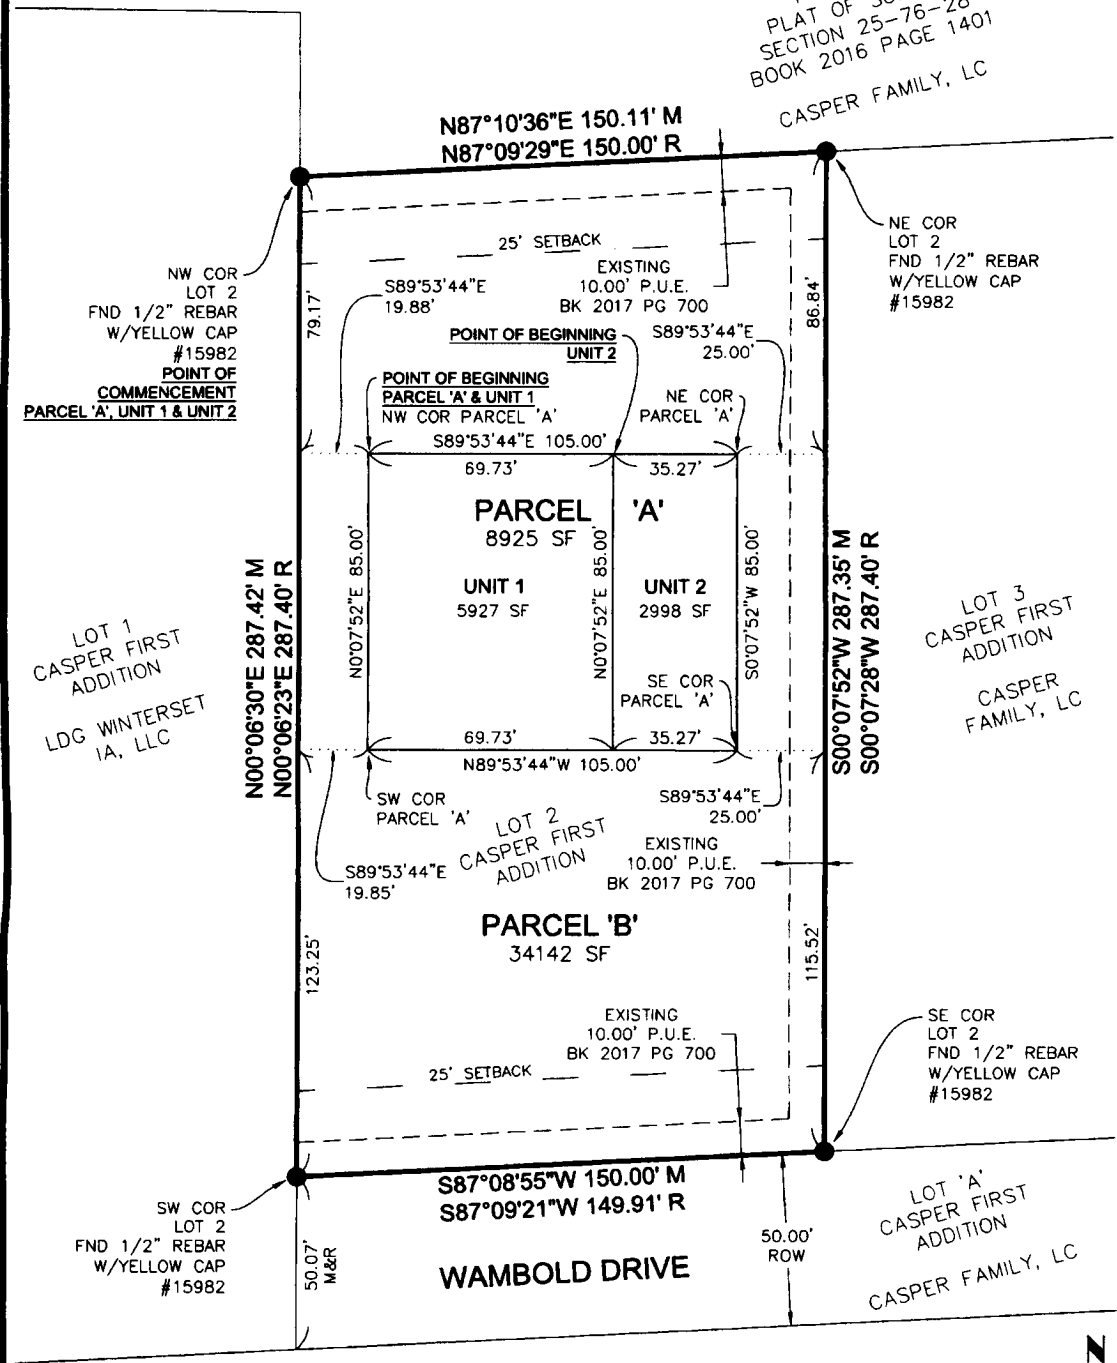 PLAT OF
SECTION 25-76-28
BOOK 2016 PAGE 1401
CASPER FAMILY, LC
N87°10'36"E 150.11' M
N87°09'29"E 150.00' R
NE COR
LOT 2
FND 1/2" REBAR
W/YELLOW CAP
#15982
NW COR
LOT 2
FND 1/2" REBAR
W/YELLOW CAP
#15982
POINT OF
COMMENCEMENT
PARCEL 'A', UNIT 1 & UNIT 2
25' SETBACK
EXISTING
10.00' P.U.E.
BK 2017 PG 700
S89°53'44"E
19.88'
79.17'
86.84'
S89°53'44"E
25.00'
POINT OF BEGINNING
UNIT 2
POINT OF BEGINNING
PARCEL 'A' & UNIT 1
NW COR PARCEL 'A'
NE COR
PARCEL 'A'
S89°53'44"E 105.00'
69.73'
35.27'
PARCEL 'A'
8925 SF
UNIT 1
5927 SF
UNIT 2
2998 SF
N0°07'52"E 85.00'
N0°07'52"E 85.00'
S0°07'52"W 85.00'
N00°06'30"E 287.42' M
N00°06'23"E 287.40' R
S00°07'52"W 287.35' M
S00°07'28"W 287.40' R
LOT 1
CASPER FIRST
ADDITION
LDG WINTERSET
IA, LLC
LOT 3
CASPER FIRST
ADDITION
CASPER
FAMILY, LC
SE COR
PARCEL 'A'
69.73'
35.27'
N89°53'44"W 105.00'
SW COR
PARCEL 'A'
S89°53'44"E
25.00'
LOT 2
CASPER FIRST
ADDITION
S89°53'44"E
19.85'
EXISTING
10.00' P.U.E.
BK 2017 PG 700
PARCEL 'B'
34142 SF
123.25'
115.52'
EXISTING
10.00' P.U.E.
BK 2017 PG 700
25' SETBACK
SE COR
LOT 2
FND 1/2" REBAR
W/YELLOW CAP
#15982
S87°08'55"W 150.00' M
S87°09'21"W 149.91' R
SW COR
LOT 2
FND 1/2" REBAR
W/YELLOW CAP
#15982
50.07'
M&R
WAMBOLD DRIVE
50.00'
ROW
LOT 'A'
CASPER FIRST
ADDITION
CASPER FAMILY, LC
N